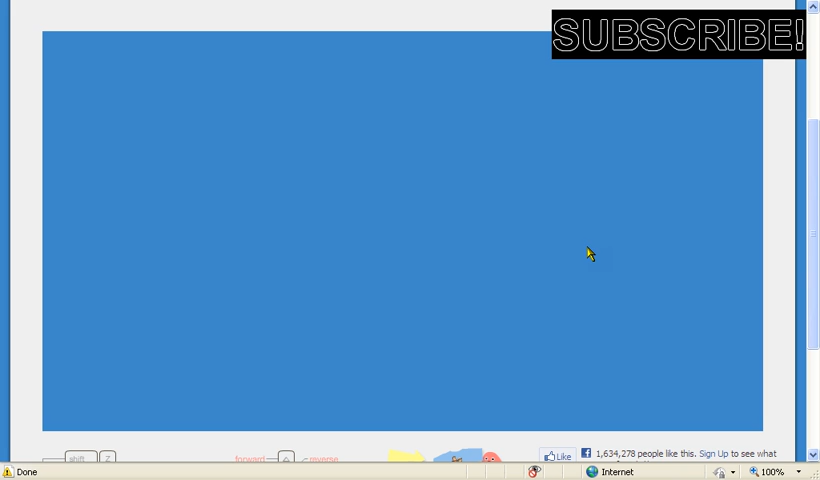 SUBSCRIBE!
shift Z
forward reverse
Like 1,634,278 people like this. Sign Up to see what
Done Internet 100%